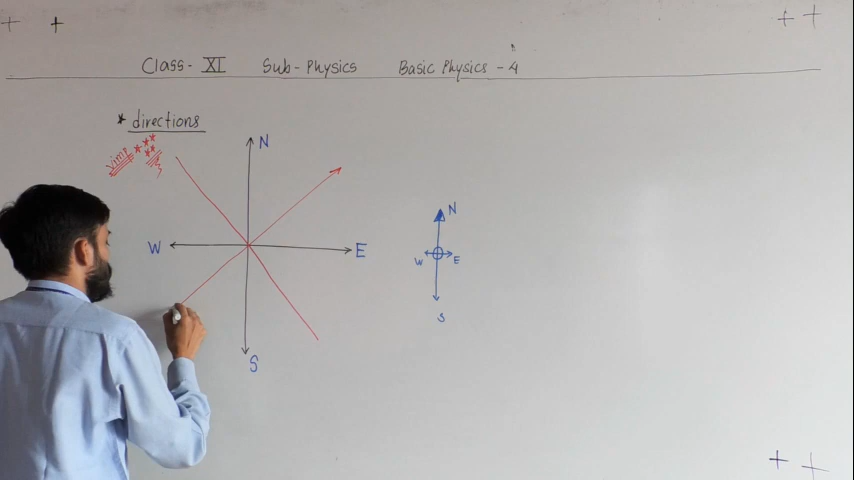 Class- XI Sub- Physics Basic Physics - 4
* directions
vimp ***
**
N
W E
S
N
W E
S